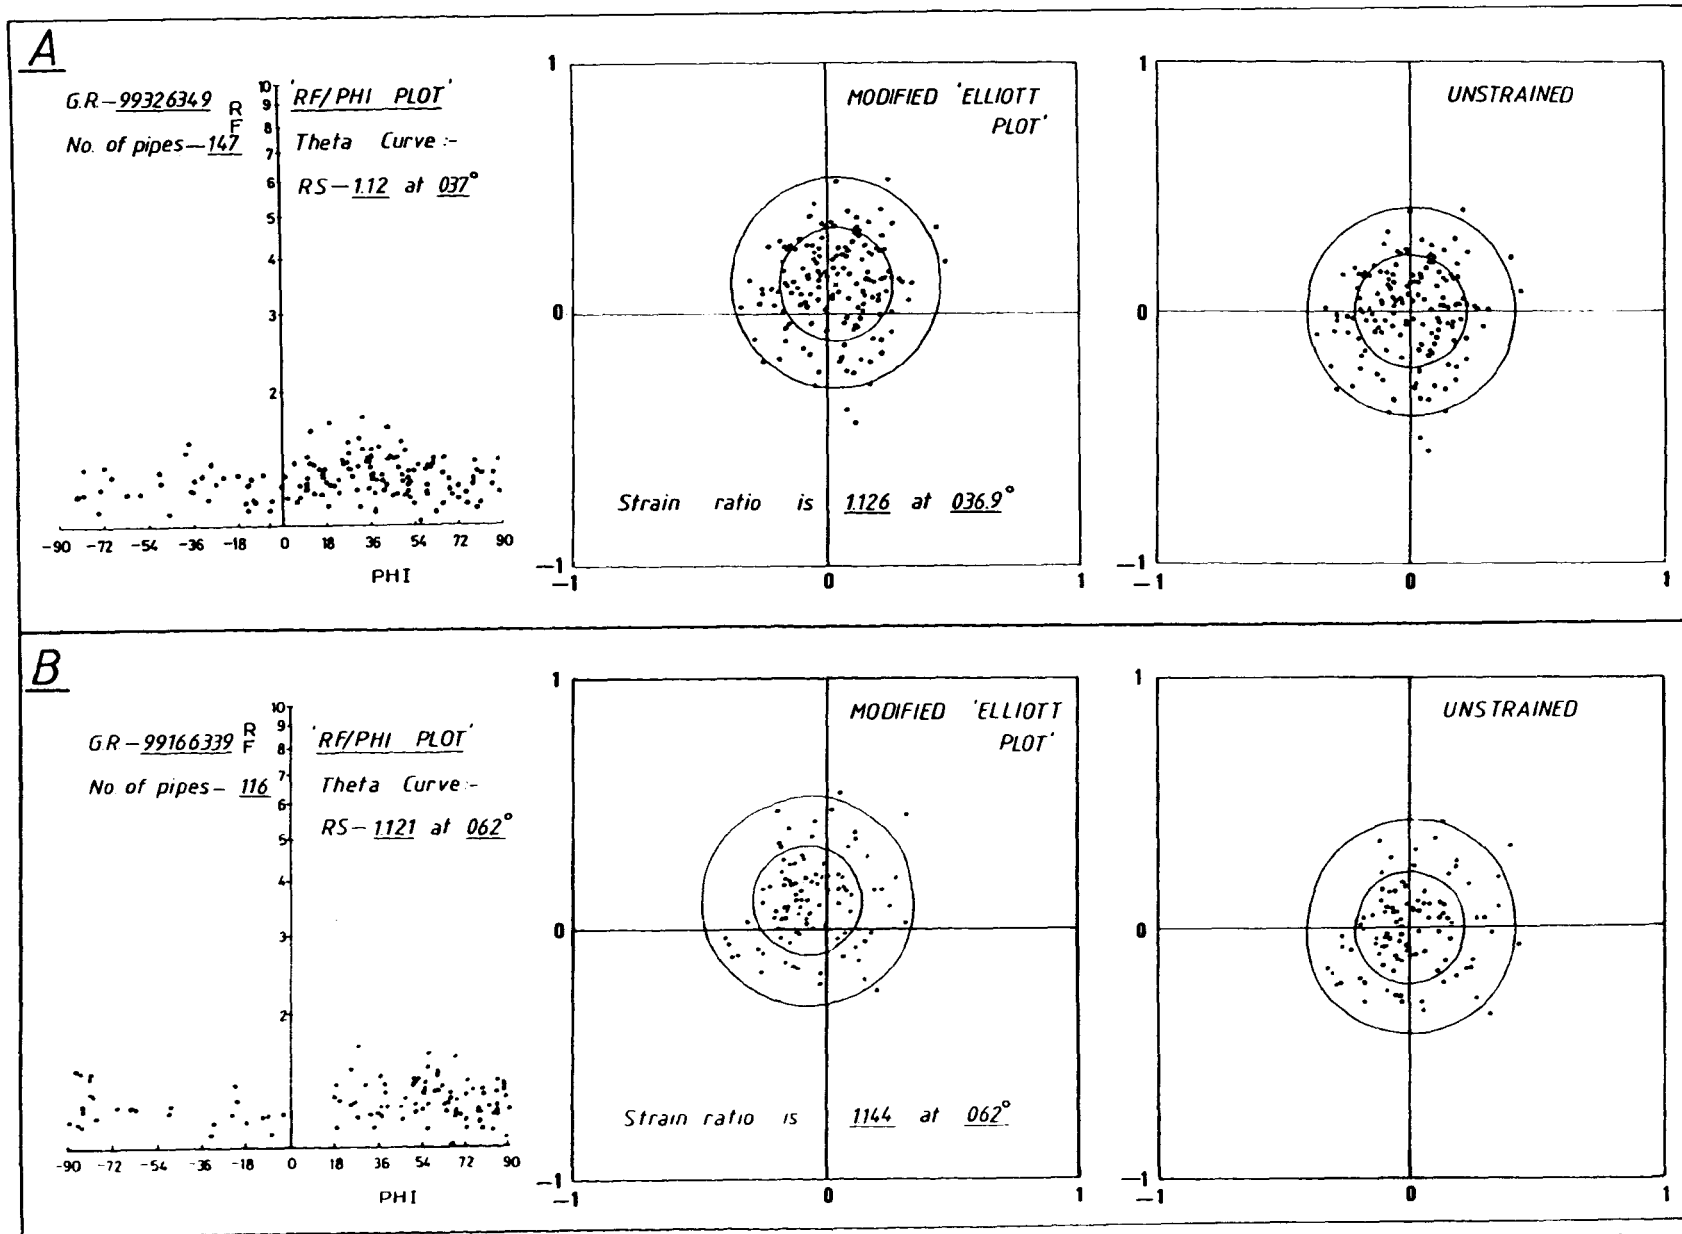 A
G.R-99326349
No. of pipes-147
R
F
'RF/PHI PLOT'
Theta Curve:-
RS-1.12 at 037°
10
9
8
7
6
5
4
3
2
-90 -72 -54 -36 -18 0 18 36 54 72 90
PHI
MODIFIED 'ELLIOTT
PLOT'
1
0
-1
-1 0 1
Strain ratio is 1.126 at 036.9°
UNSTRAINED
1
0
-1
-1 0 1
B
G.R-99166339
No. of pipes- 116
R
F
'RF/PHI PLOT'
Theta Curve:-
RS-1.121 at 062°
10
9
8
7
6
5
4
3
2
-90 -72 -54 -36 -18 0 18 36 54 72 90
PHI
MODIFIED 'ELLIOTT
PLOT'
1
0
-1
-1 0 1
Strain ratio is 1.144 at 062°
UNSTRAINED
1
0
-1
-1 0 1